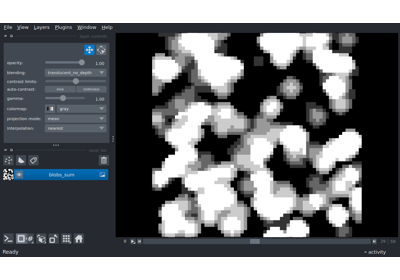 File View Layers Plugins Window Help
opacity: 1.00
blending: translucent_no_depth
contrast limits:
auto-contrast: once continuous
gamma: 1.00
colormap: gray
projection mode: mean
interpolation: nearest
blobs_sum
Ready
activity